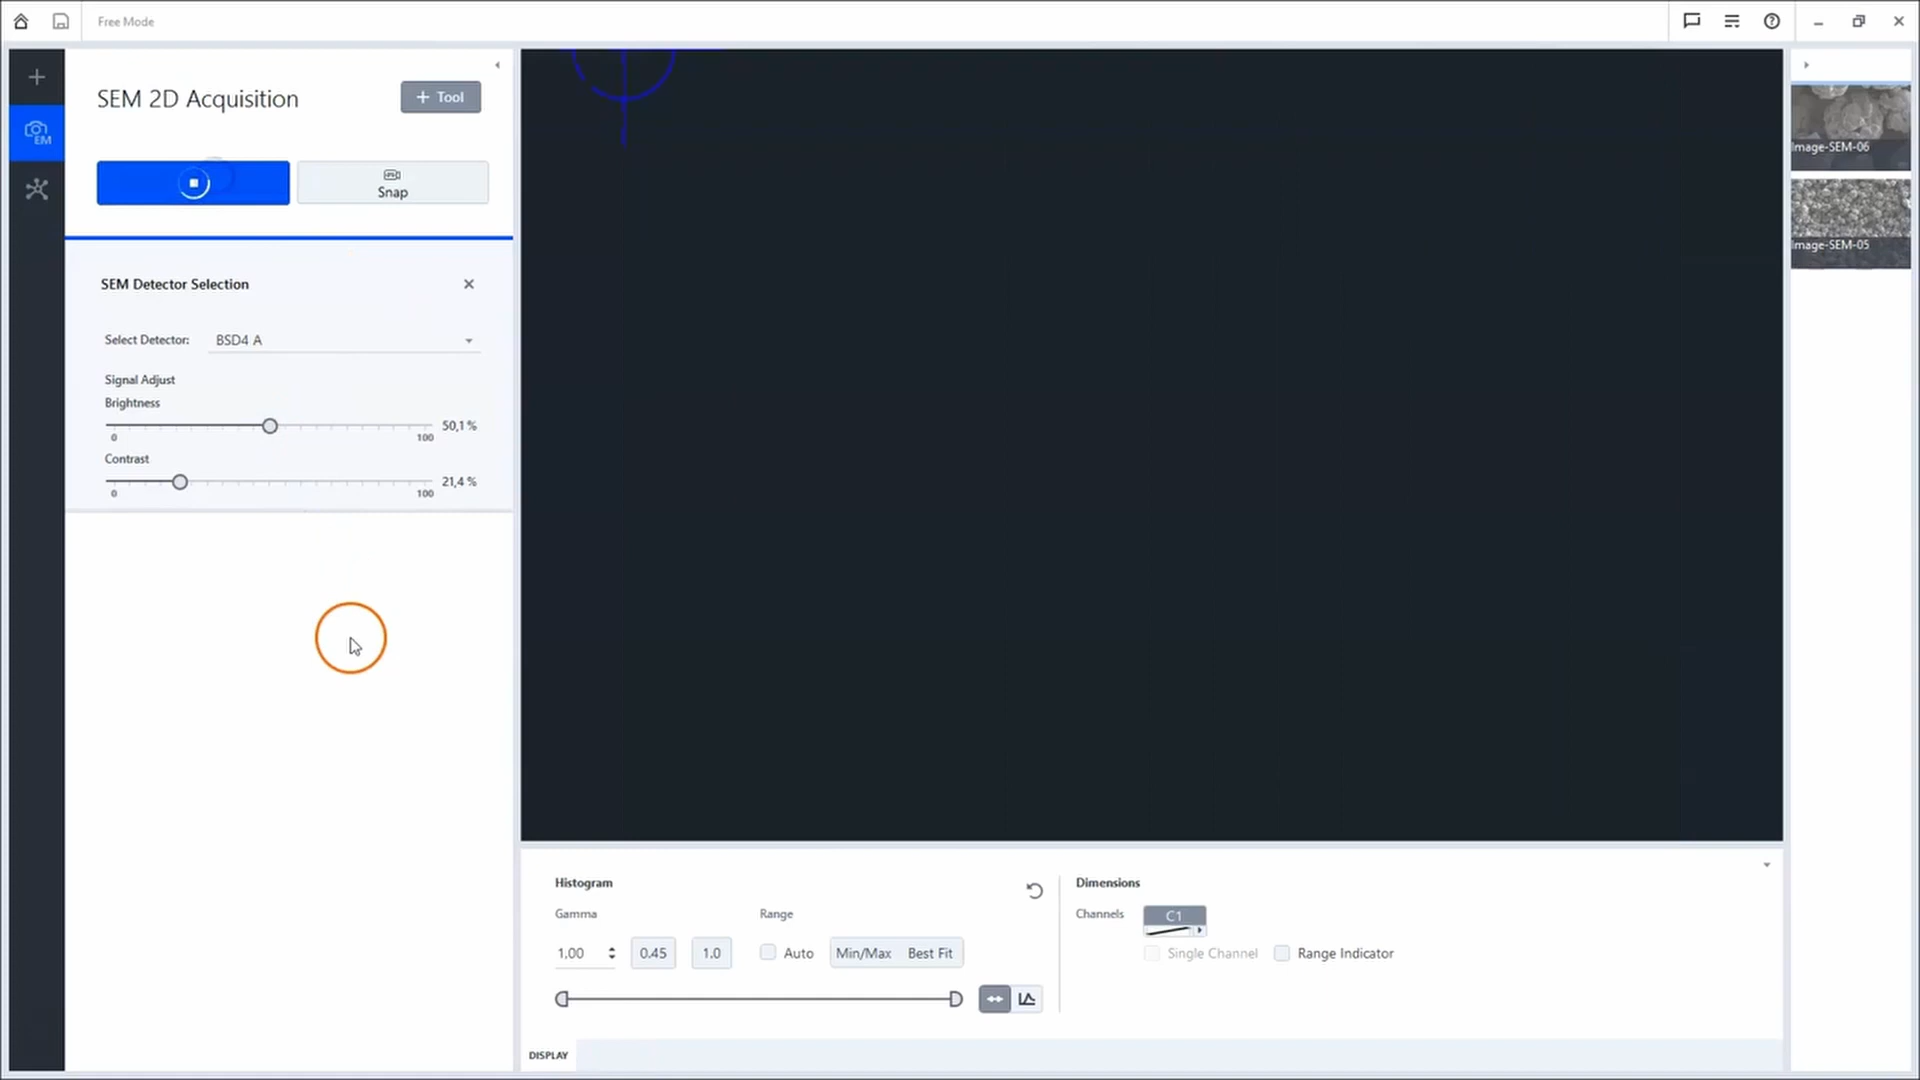 Free Mode
SEM 2D Acquisition
+ Tool
EM
Snap
SEM Detector Selection
Select Detector: BSD4 A
Signal Adjust
Brightness
50,1 %
0 100
Contrast
21,4 %
0 100
Image-SEM-06
Image-SEM-05
Histogram
Gamma Range
1.00 0.45 1.0 Auto Min/Max Best Fit
Dimensions
Channels C1
Single Channel Range Indicator
DISPLAY